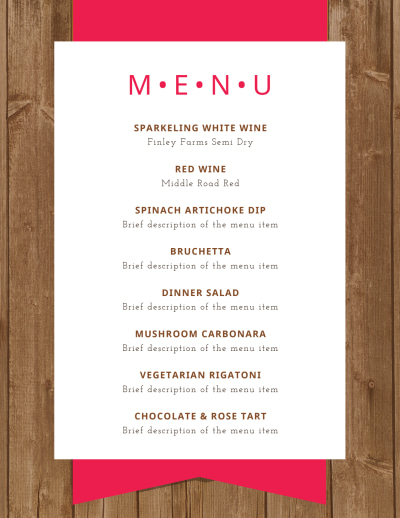 M•E•N•U
SPARKELING WHITE WINE
Finley Farms Semi Dry
RED WINE
Middle Road Red
SPINACH ARTICHOKE DIP
Brief description of the menu item
BRUCHETTA
Brief description of the menu item
DINNER SALAD
Brief description of the menu item
MUSHROOM CARBONARA
Brief description of the menu item
VEGETARIAN RIGATONI
Brief description of the menu item
CHOCOLATE & ROSE TART
Brief description of the menu item